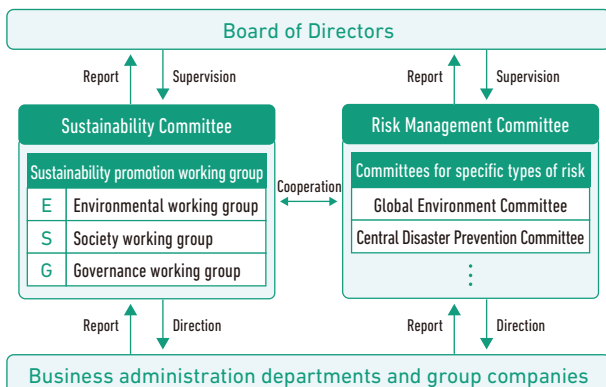 Board of Directors
Report
Supervision
Report
Supervision
Sustainability Committee
Sustainability promotion working group
E Environmental working group
S Society working group
G Governance working group
Cooperation
Risk Management Committee
Committees for specific types of risk
Global Environment Committee
Central Disaster Prevention Committee
Report
Direction
Report
Direction
Business administration departments and group companies